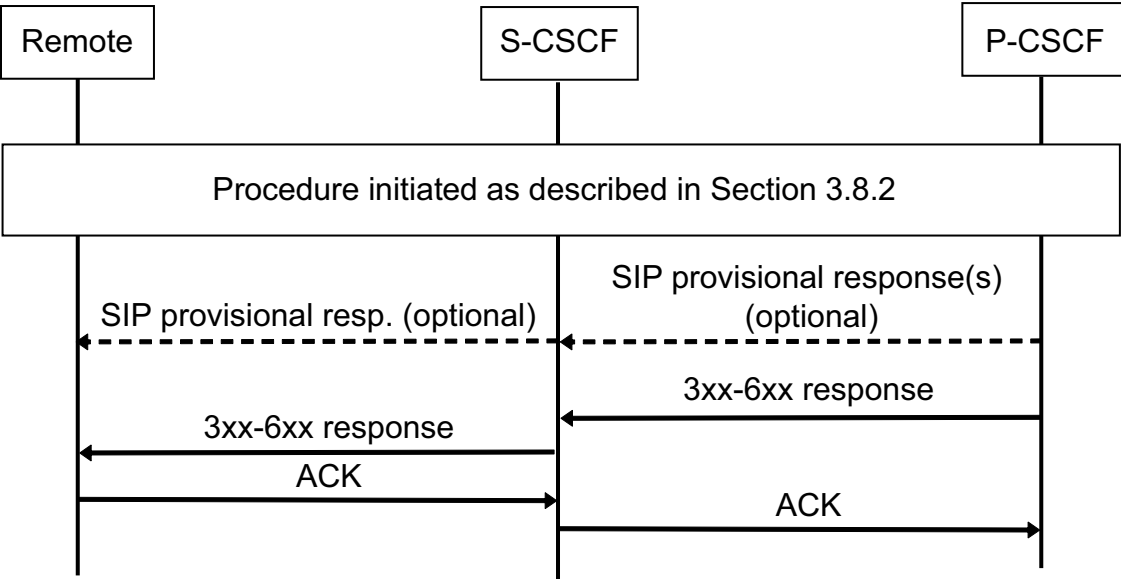 Remote
S-CSCF
P-CSCF
Procedure initiated as described in Section 3.8.2
SIP provisional response(s)
(optional)
SIP provisional resp. (optional)
3xx-6xx response
3xx-6xx response
ACK
ACK